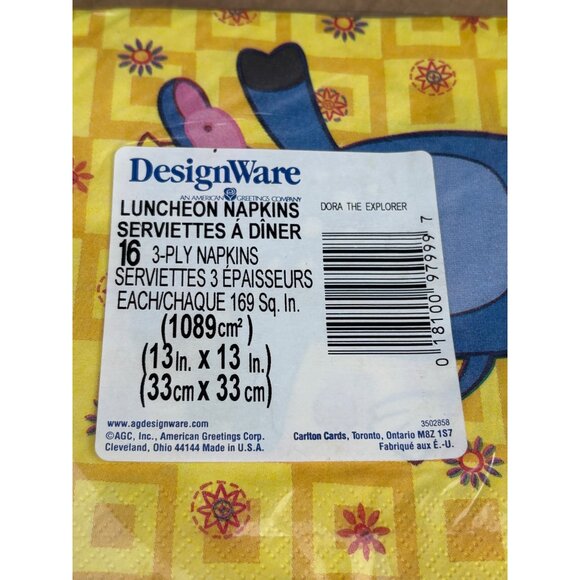 DesignWare
AN AMERICAN GREETINGS COMPANY
LUNCHEON NAPKINS
SERVIETTES Á DÎNER
16 3-PLY NAPKINS
SERVIETTES 3 ÉPAISSEURS
EACH/CHAQUE 169 Sq. In.
(1089cm²)
(13In. X 13 In.)
(33cm X 33 cm)
DORA THE EXPLORER
0 18100 97999 7
www.agdesignware.com
©AGC, Inc., American Greetings Corp.
Cleveland, Ohio 44144 Made in U.S.A.
3502858
Carlton Cards, Toronto, Ontario M8Z 1S7
Fabriqué aux É.-U.